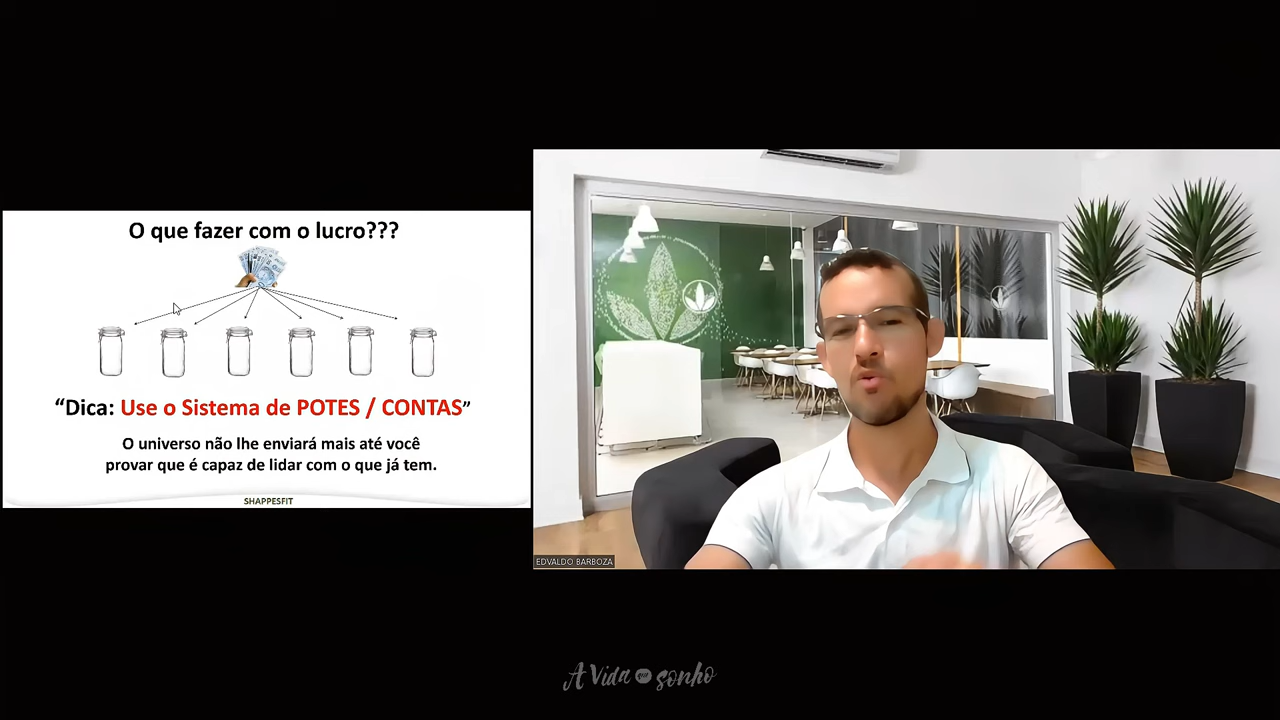 O que fazer com o lucro???
“Dica: Use o Sistema de POTES / CONTAS”
O universo não lhe enviará mais até você
provar que é capaz de lidar com o que já tem.
SHAPPESFIT
EDVALDO BARBOZA
A Vida que sonho